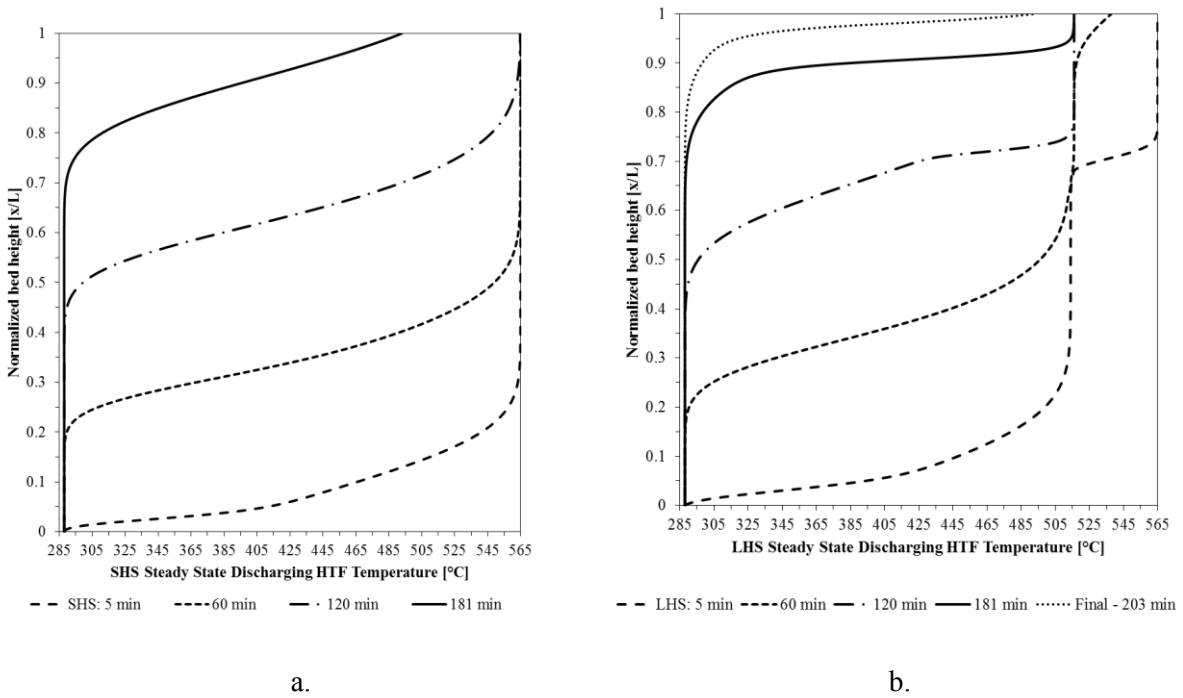 Normalized bed height [x/L]
1
0.9
0.8
0.7
0.6
0.5
0.4
0.3
0.2
0.1
0
285 305 325 345 365 385 405 425 445 465 485 505 525 545 565
SHS Steady State Discharging HTF Temperature [°C]
SHS: 5 min 60 min 120 min 181 min
a.
Normalized bed height [x/L]
1
0.9
0.8
0.7
0.6
0.5
0.4
0.3
0.2
0.1
0
285 305 325 345 365 385 405 425 445 465 485 505 525 545 565
LHS Steady State Discharging HTF Temperature [°C]
LHS: 5 min 60 min 120 min 181 min Final - 203 min
b.